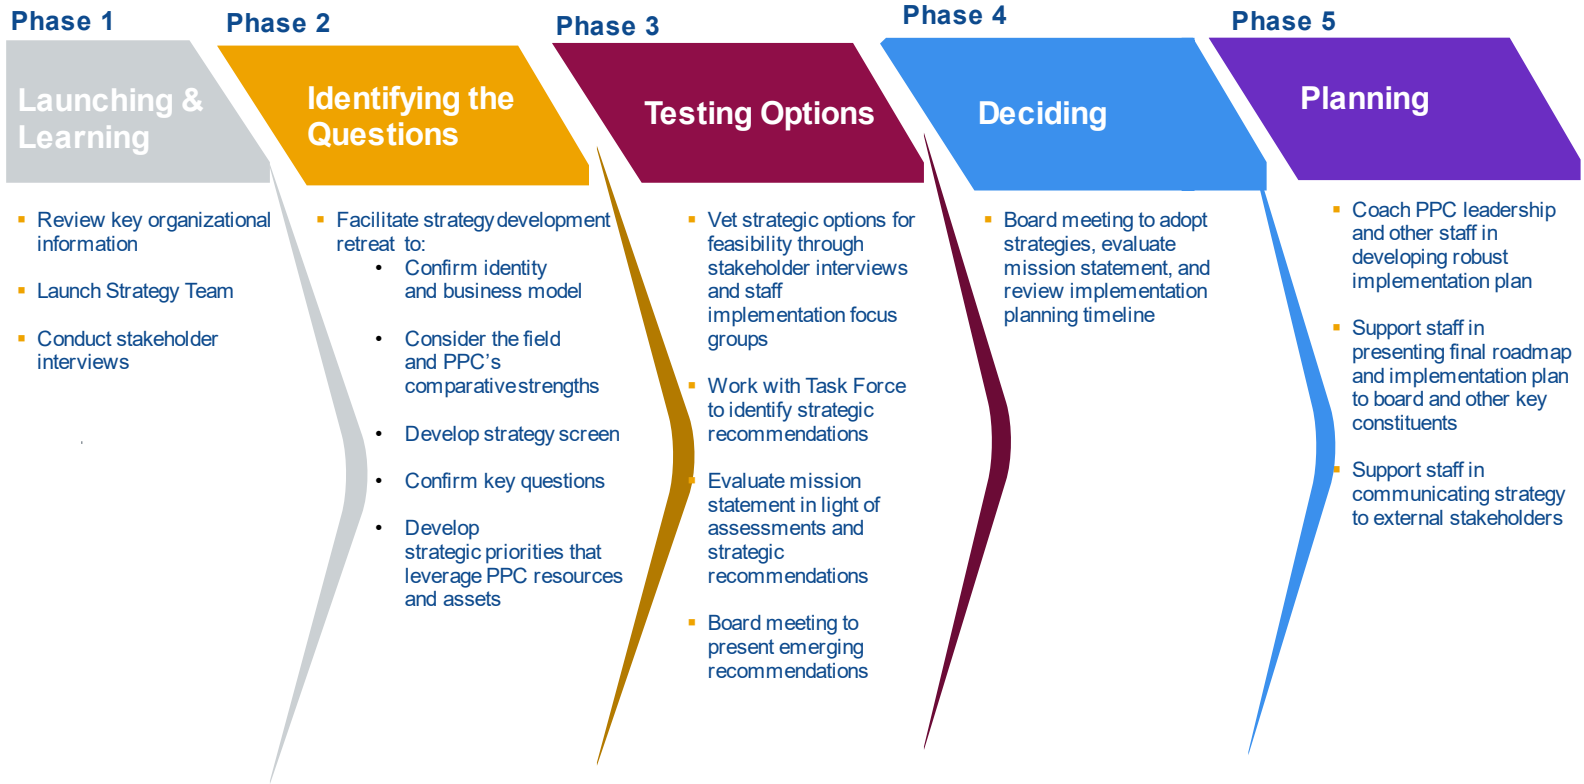 Phase 1
Launching &
Learning
▪ Review key organizational
information
▪ Launch Strategy Team
▪ Conduct stakeholder
interviews
Phase 2
Identifying the
Questions
▪ Facilitate strategy development
retreat to:
• Confirm identity
and business model
• Consider the field
and PPC’s
comparative strengths
• Develop strategy screen
• Confirm key questions
• Develop
strategic priorities that
leverage PPC resources
and assets
Phase 3
Testing Options
▪ Vet strategic options for
feasibility through
stakeholder interviews
and staff
implementation focus
groups
▪ Work with Task Force
to identify strategic
recommendations
▪ Evaluate mission
statement in light of
assessments and
strategic
recommendations
▪ Board meeting to
present emerging
recommendations
Phase 4
Deciding
▪ Board meeting to adopt
strategies, evaluate
mission statement, and
review implementation
planning timeline
Phase 5
Planning
▪ Coach PPC leadership
and other staff in
developing robust
implementation plan
▪ Support staff in
presenting final roadmap
and implementation plan
to board and other key
constituents
▪ Support staff in
communicating strategy
to external stakeholders